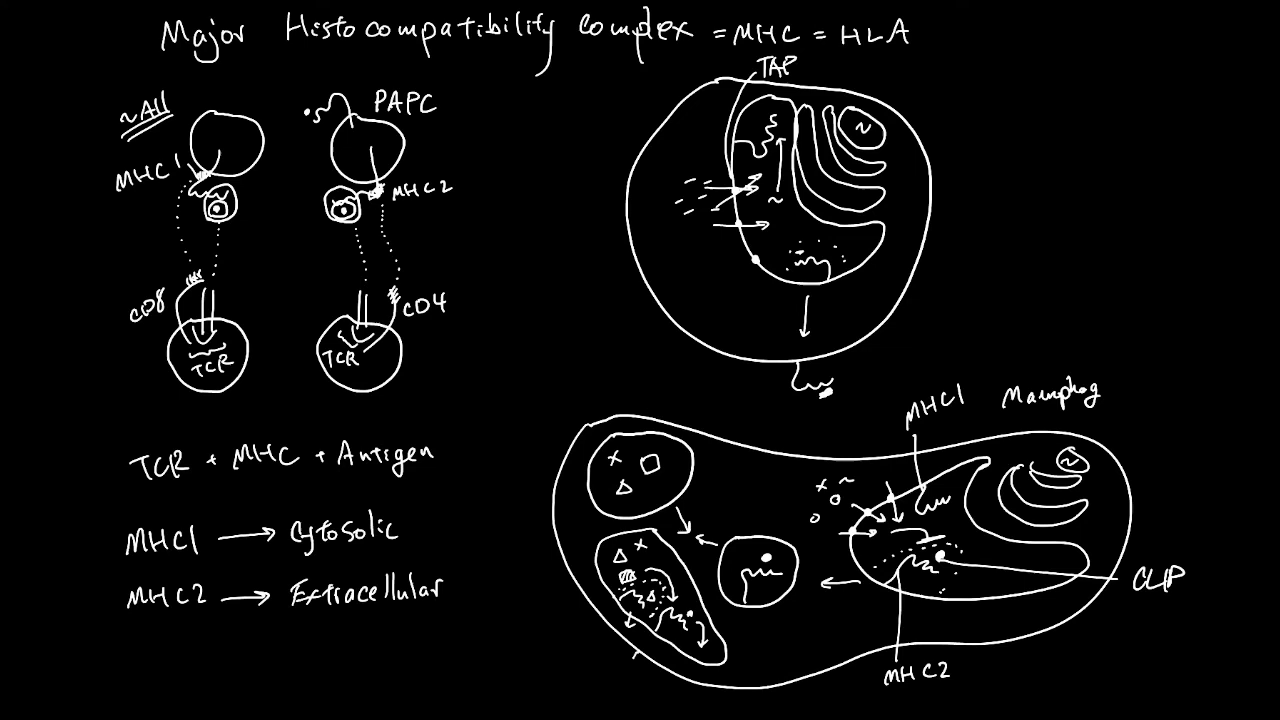 Major Histocompatibility complex = MHC = HLA
TAP
~All
PAPC
MHC1
MHC2
CD8
CD4
TCR
TCR
TCR + MHC + Antigen
MHC1 → Cytosolic
MHC2 → Extracellular
MHC1
CLIP
MHC2